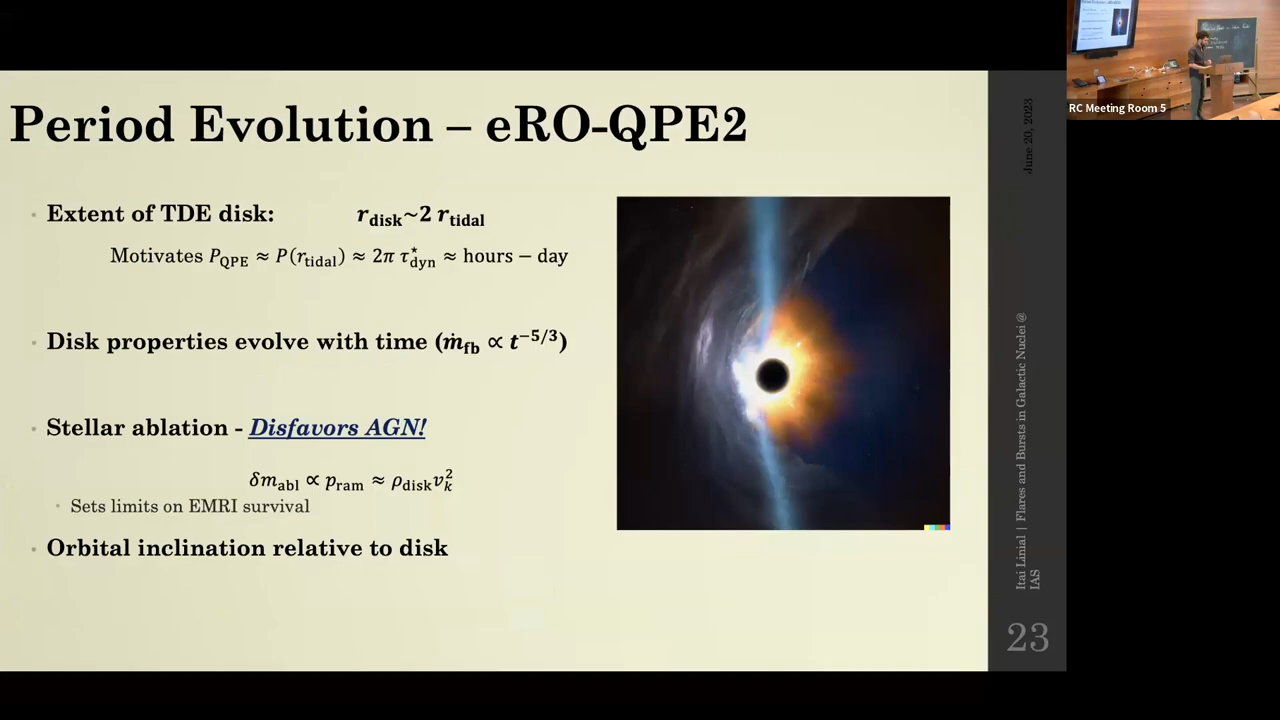 Period Evolution – eRO-QPE2
• Extent of TDE disk: r_disk~2 r_tidal
Motivates P_QPE ≈ P(r_tidal) ≈ 2π τ*_dyn ≈ hours − day
• Disk properties evolve with time (ṁ_fb ∝ t^−5/3)
• Stellar ablation - Disfavors AGN!
δm_abl ∝ p_ram ≈ ρ_disk v_k^2
• Sets limits on EMRI survival
• Orbital inclination relative to disk
June 20, 2023
Itai Linial | Flares and Bursts in Galactic Nuclei @
IAS
23
RC Meeting Room 5